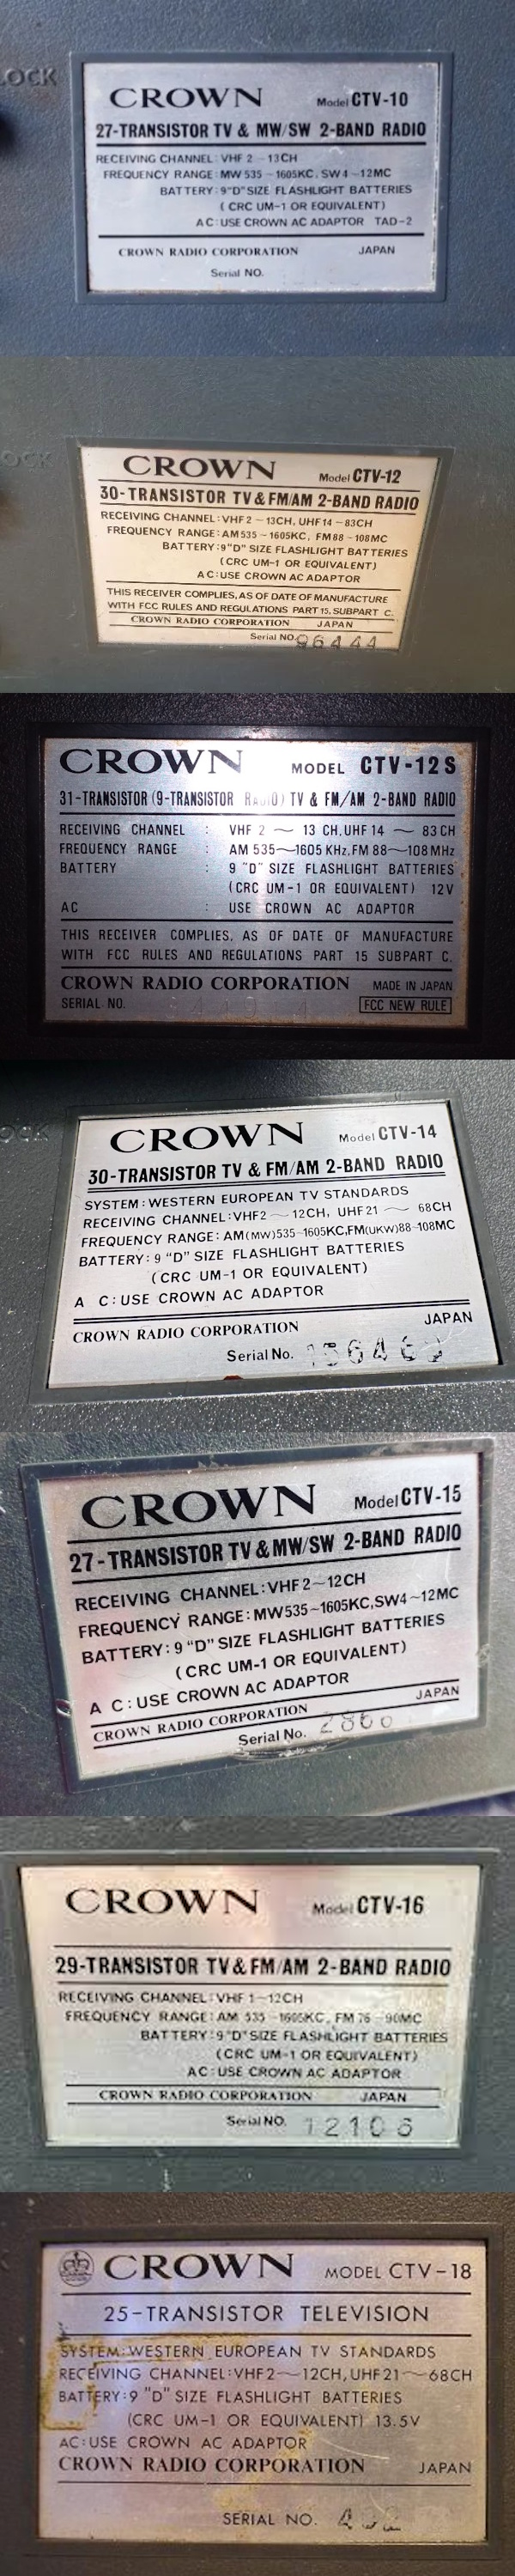 LOCK
CROWN Model CTV-10
27-TRANSISTOR TV & MW/SW 2-BAND RADIO
RECEIVING CHANNEL: VHF 2 - 13CH
FREQUENCY RANGE: MW 535 - 1605KC, SW 4 - 12MC
BATTERY: 9 "D" SIZE FLASHLIGHT BATTERIES
(CRC UM-1 OR EQUIVALENT)
AC: USE CROWN AC ADAPTOR TAD-2
CROWN RADIO CORPORATION JAPAN
Serial NO.
OCK
CROWN Model CTV-12
30-TRANSISTOR TV & FM/AM 2-BAND RADIO
RECEIVING CHANNEL: VHF 2 ~ 13CH, UHF 14 ~ 83CH
FREQUENCY RANGE: AM 535 ~ 1605KC, FM 88 ~ 108MC
BATTERY: 9 "D" SIZE FLASHLIGHT BATTERIES
(CRC UM-1 OR EQUIVALENT)
AC: USE CROWN AC ADAPTOR
THIS RECEIVER COMPLIES, AS OF DATE OF MANUFACTURE
WITH FCC RULES AND REGULATIONS PART 15, SUBPART C.
CROWN RADIO CORPORATION JAPAN
Serial NO. 96444
CROWN MODEL CTV-12S
31-TRANSISTOR (9-TRANSISTOR RADIO) TV & FM/AM 2-BAND RADIO
RECEIVING CHANNEL : VHF 2 ~ 13 CH, UHF 14 ~ 83 CH
FREQUENCY RANGE : AM 535~1605 KHz, FM 88~108 MHz
BATTERY : 9 "D" SIZE FLASHLIGHT BATTERIES
(CRC UM-1 OR EQUIVALENT) 12V
AC : USE CROWN AC ADAPTOR
THIS RECEIVER COMPLIES, AS OF DATE OF MANUFACTURE
WITH FCC RULES AND REGULATIONS PART 15 SUBPART C.
CROWN RADIO CORPORATION MADE IN JAPAN
SERIAL NO. FCC NEW RULE
OCK
CROWN Model CTV-14
30-TRANSISTOR TV & FM/AM 2-BAND RADIO
SYSTEM: WESTERN EUROPEAN TV STANDARDS
RECEIVING CHANNEL: VHF2 ~ 12CH, UHF 21 ~ 68CH
FREQUENCY RANGE: AM(MW)535~1605KC, FM(UKW)88~108MC
BATTERY: 9 "D" SIZE FLASHLIGHT BATTERIES
(CRC UM-1 OR EQUIVALENT)
A C: USE CROWN AC ADAPTOR
CROWN RADIO CORPORATION JAPAN
Serial No.
CROWN Model CTV-15
27-TRANSISTOR TV & MW/SW 2-BAND RADIO
RECEIVING CHANNEL: VHF 2~12CH
FREQUENCY RANGE: MW535~1605KC, SW4~12MC
BATTERY: 9 "D" SIZE FLASHLIGHT BATTERIES
(CRC UM-1 OR EQUIVALENT)
A C: USE CROWN AC ADAPTOR
CROWN RADIO CORPORATION JAPAN
Serial No. 2860
CROWN Model CTV-16
29-TRANSISTOR TV & FM/AM 2-BAND RADIO
RECEIVING CHANNEL: VHF 1-12CH
FREQUENCY RANGE: AM 535 - 1605KC, FM 76 - 90MC
BATTERY: 9 "D" SIZE FLASHLIGHT BATTERIES
(CRC UM-1 OR EQUIVALENT)
AC: USE CROWN AC ADAPTOR
CROWN RADIO CORPORATION JAPAN
Serial NO. 12106
CROWN MODEL CTV-18
25-TRANSISTOR TELEVISION
SYSTEM: WESTERN EUROPEAN TV STANDARDS
RECEIVING CHANNEL: VHF2~12CH, UHF 21~68CH
BATTERY: 9 "D" SIZE FLASHLIGHT BATTERIES
(CRC UM-1 OR EQUIVALENT) 13.5V
AC: USE CROWN AC ADAPTOR
CROWN RADIO CORPORATION JAPAN
SERIAL NO.